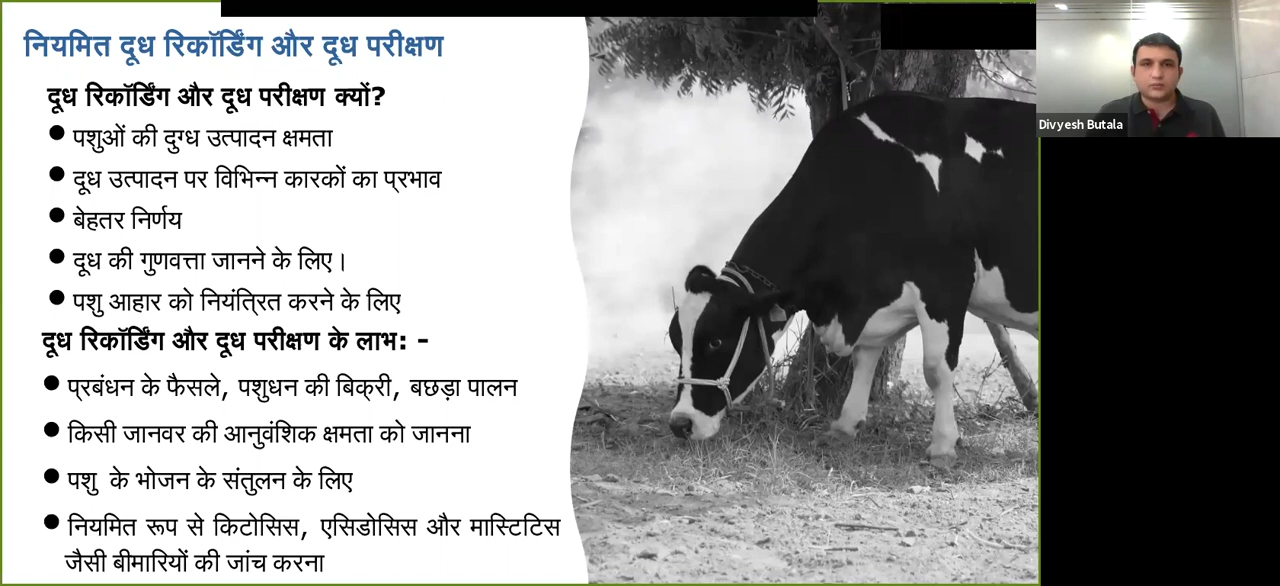 नियमित दूध रिकॉर्डिंग और दूध परीक्षण
दूध रिकॉर्डिंग और दूध परीक्षण क्यों?
● पशुओं की दुग्ध उत्पादन क्षमता
● दूध उत्पादन पर विभिन्न कारकों का प्रभाव
● बेहतर निर्णय
● दूध की गुणवत्ता जानने के लिए।
● पशु आहार को नियंत्रित करने के लिए
दूध रिकॉर्डिंग और दूध परीक्षण के लाभ: -
● प्रबंधन के फैसले, पशुधन की बिक्री, बछड़ा पालन
● किसी जानवर की आनुवंशिक क्षमता को जानना
● पशु के भोजन के संतुलन के लिए
● नियमित रूप से किटोसिस, एसिडोसिस और मास्टिटिस
जैसी बीमारियों की जांच करना
Divyesh Butala